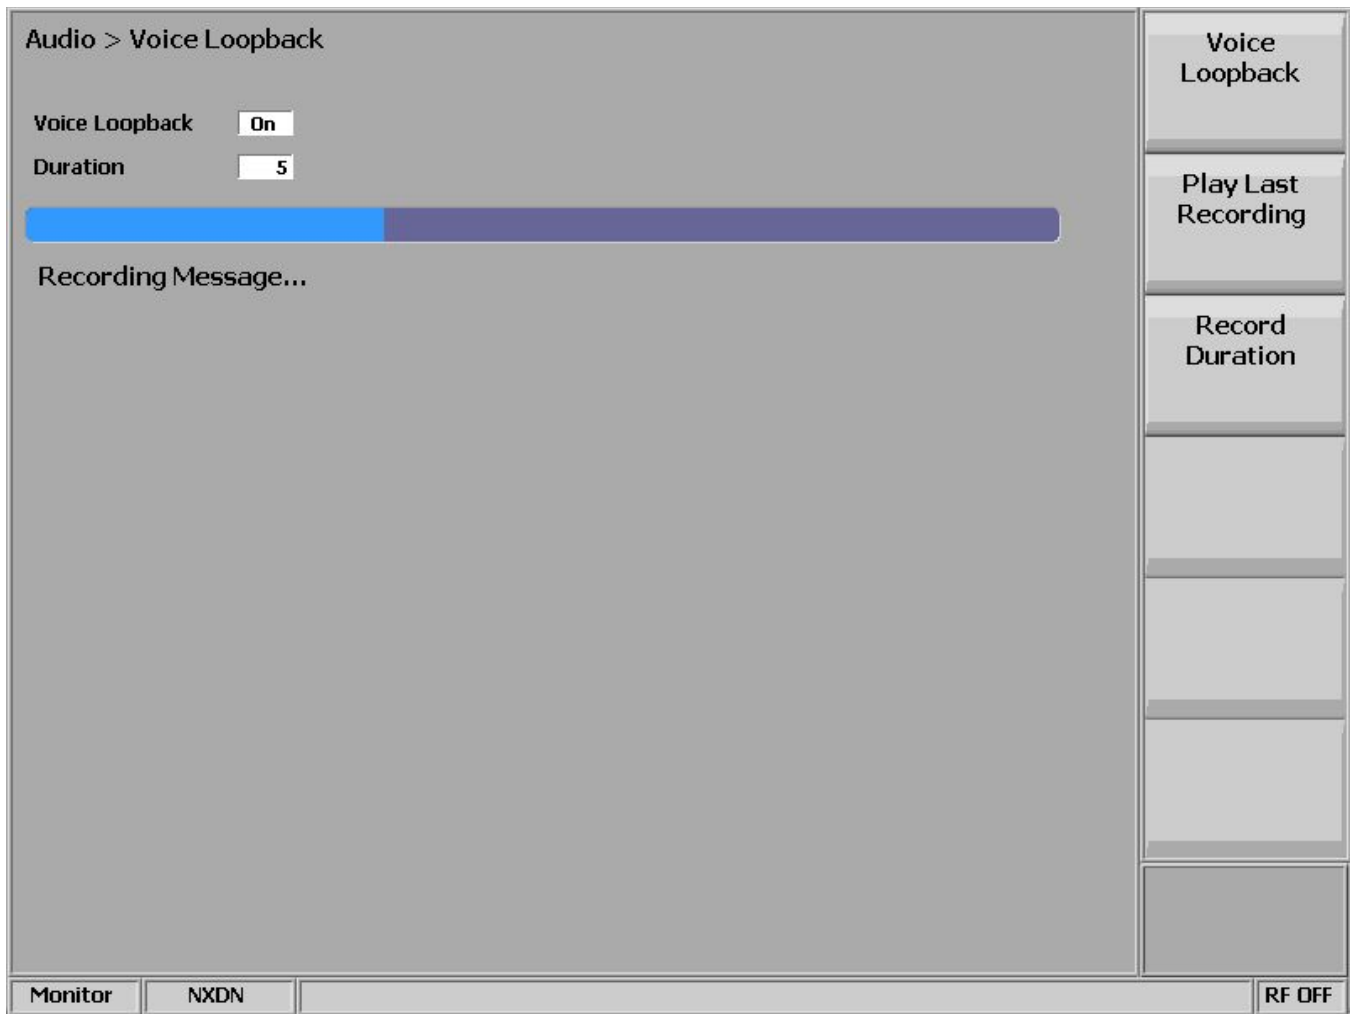 Audio > Voice Loopback
Voice Loopback On
Duration 5
Recording Message...
Voice
Loopback
Play Last
Recording
Record
Duration
Monitor NXDN RF OFF